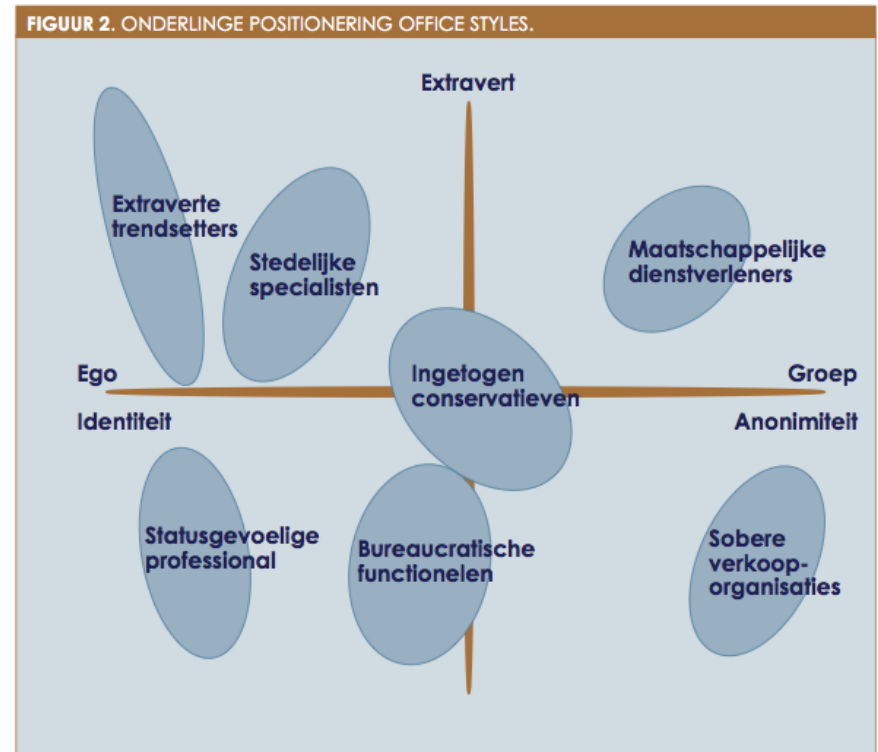 FIGUUR 2. ONDERLINGE POSITIONERING OFFICE STYLES.
Extravert
Extraverte
trendsetters
Stedelijke
specialisten
Maatschappelijke
dienstverleners
Ego
Identiteit
Ingetogen
conservatieven
Groep
Anonimiteit
Statusgevoelige
professional
Bureaucratische
functionelen
Sobere
verkoop-
organisaties